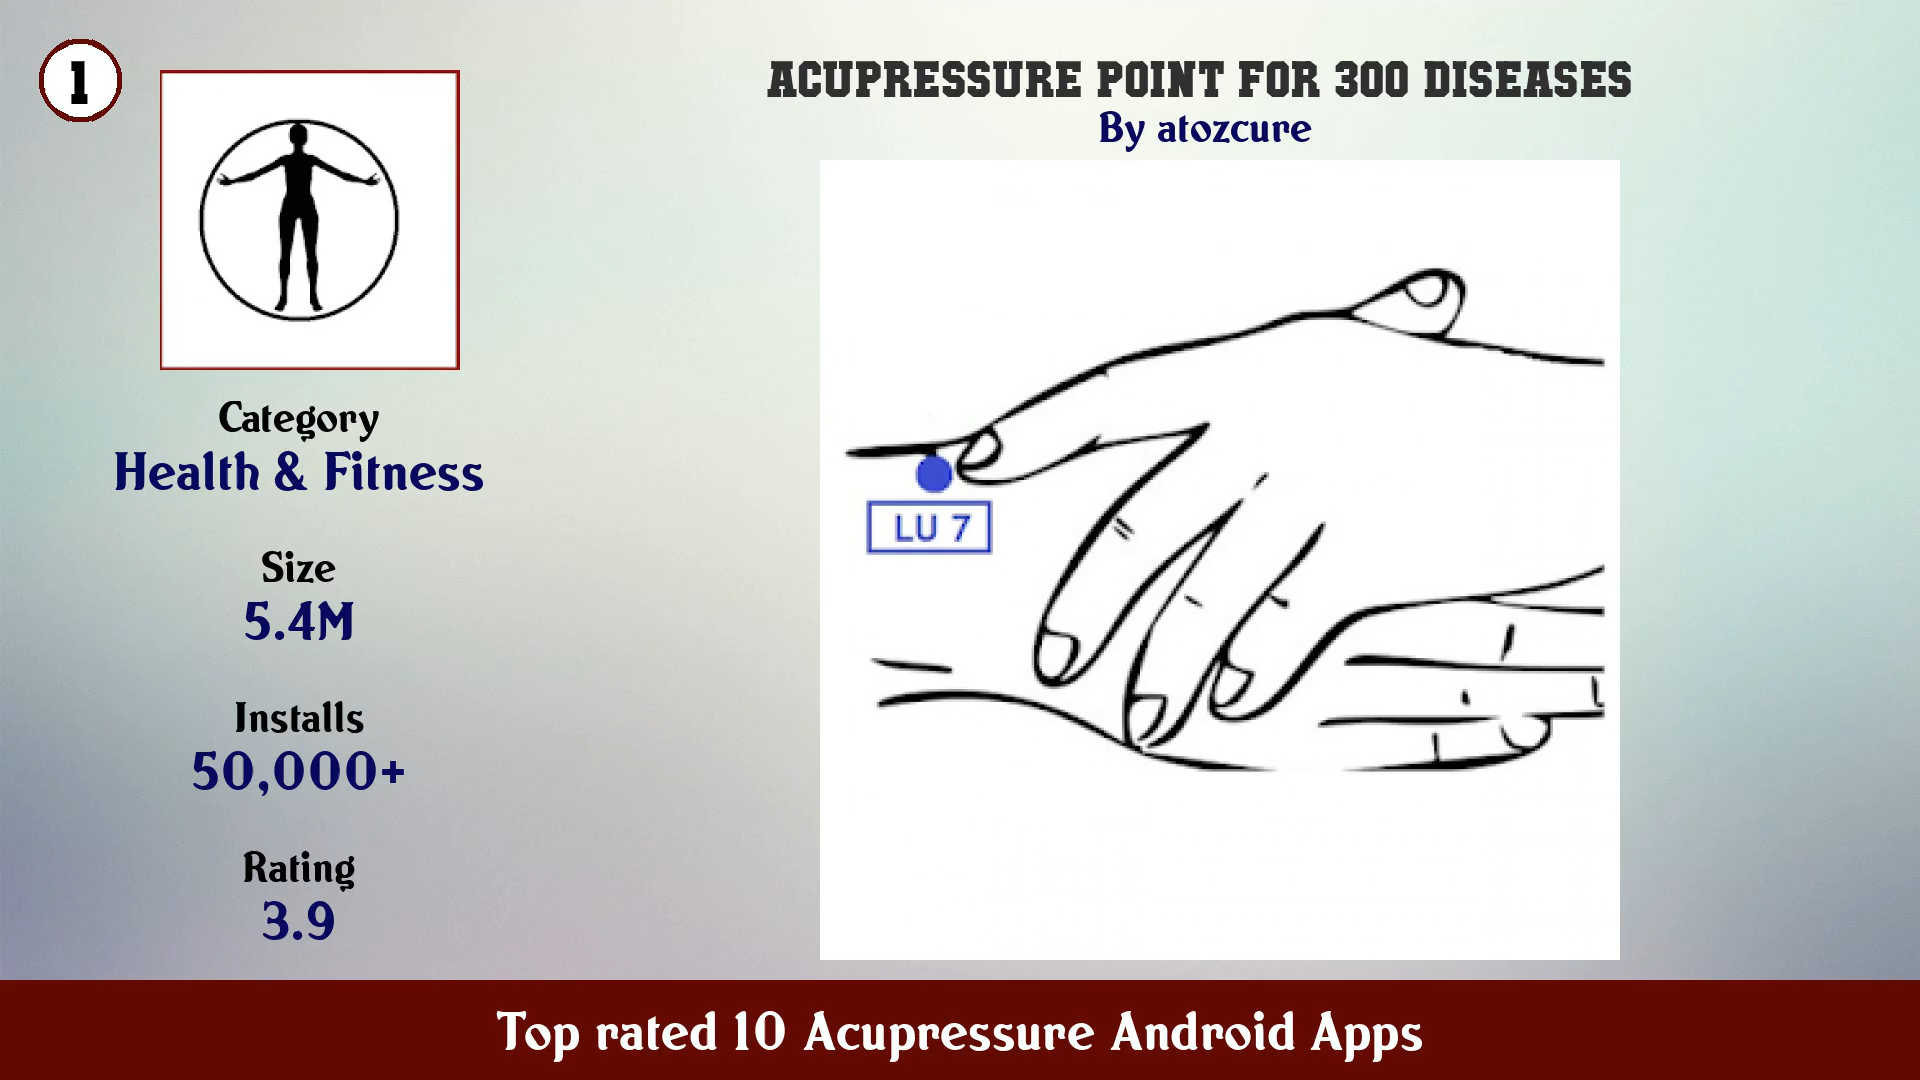 1
ACUPRESSURE POINT FOR 300 DISEASES
By atozcure
Category
Health & Fitness
Size
5.4M
Installs
50,000+
Rating
3.9
LU 7
Top rated 10 Acupressure Android Apps